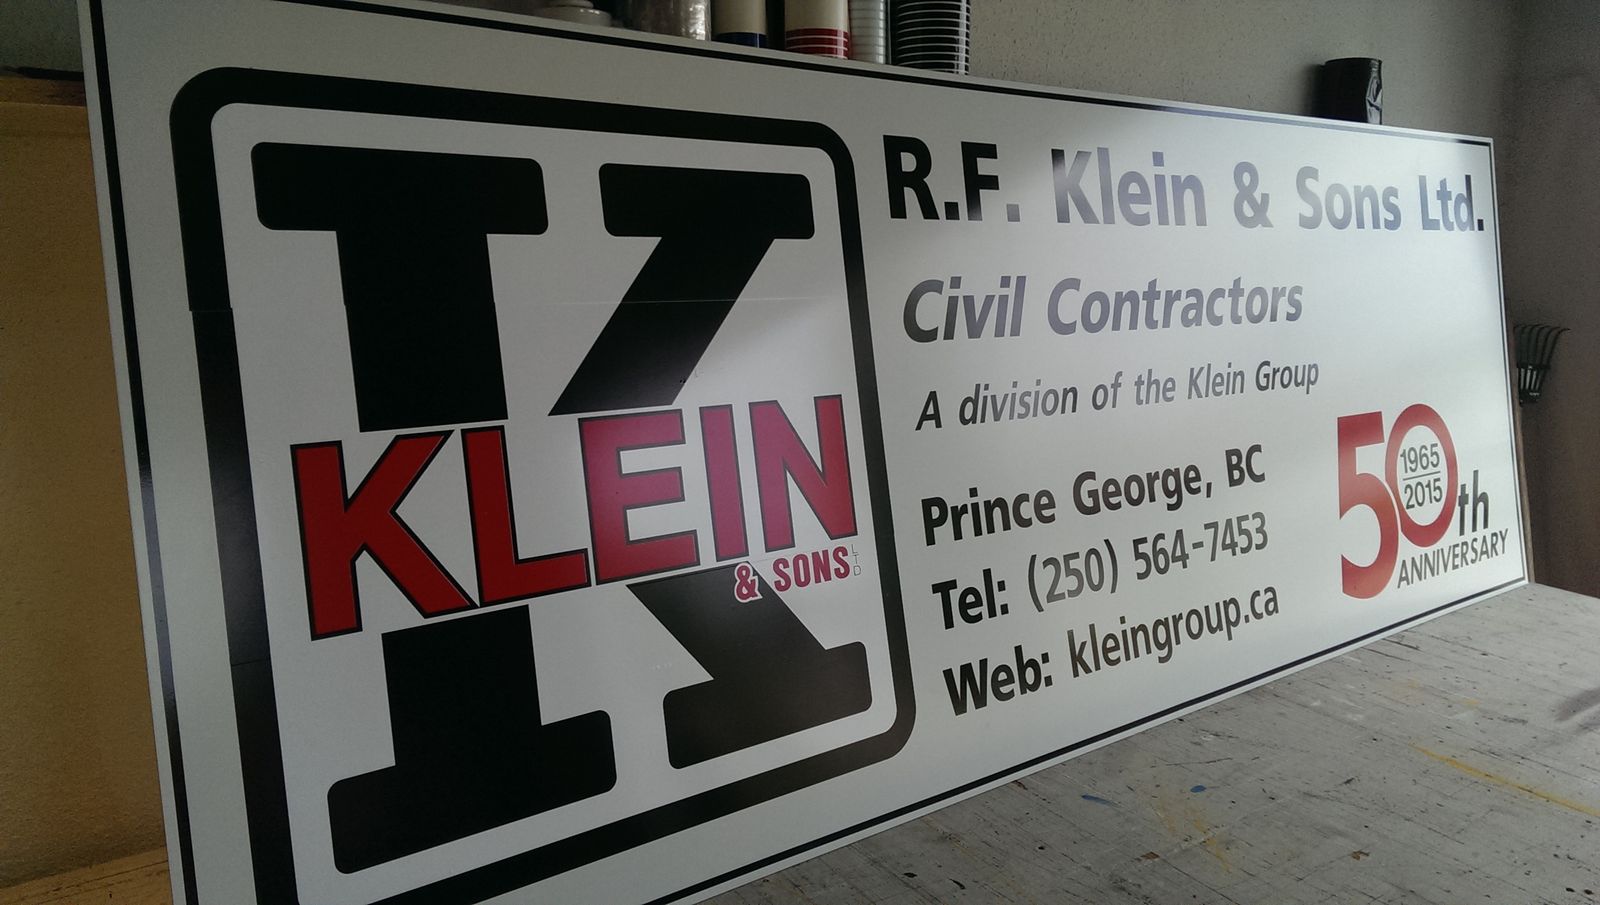 K
KLEIN
& SONS LTD
R.F. Klein & Sons Ltd.
Civil Contractors
A division of the Klein Group
Prince George, BC
Tel: (250) 564-7453
Web: kleingroup.ca
50th
1965
2015
ANNIVERSARY